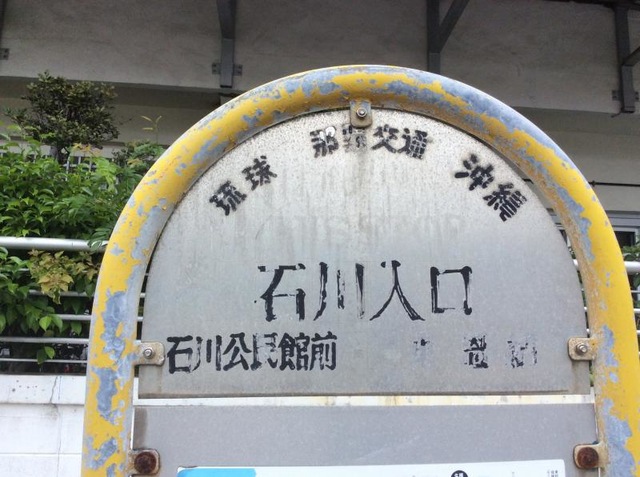 琉球 那覇交通 沖縄
石川入口
石川公民館前